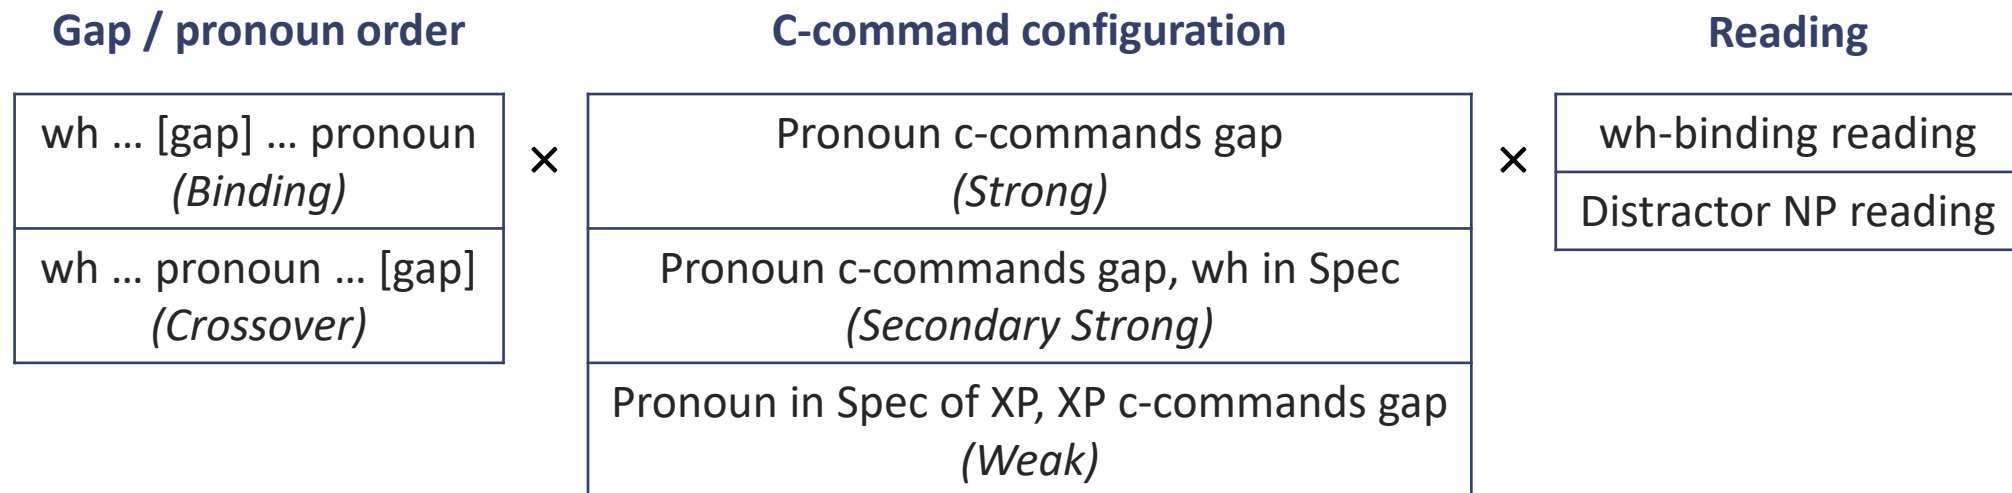 Gap / pronoun order
wh ... [gap] ... pronoun
(Binding)
wh ... pronoun ... [gap]
(Crossover)
×
C-command configuration
Pronoun c-commands gap
(Strong)
Pronoun c-commands gap, wh in Spec
(Secondary Strong)
Pronoun in Spec of XP, XP c-commands gap
(Weak)
×
Reading
wh-binding reading
Distractor NP reading